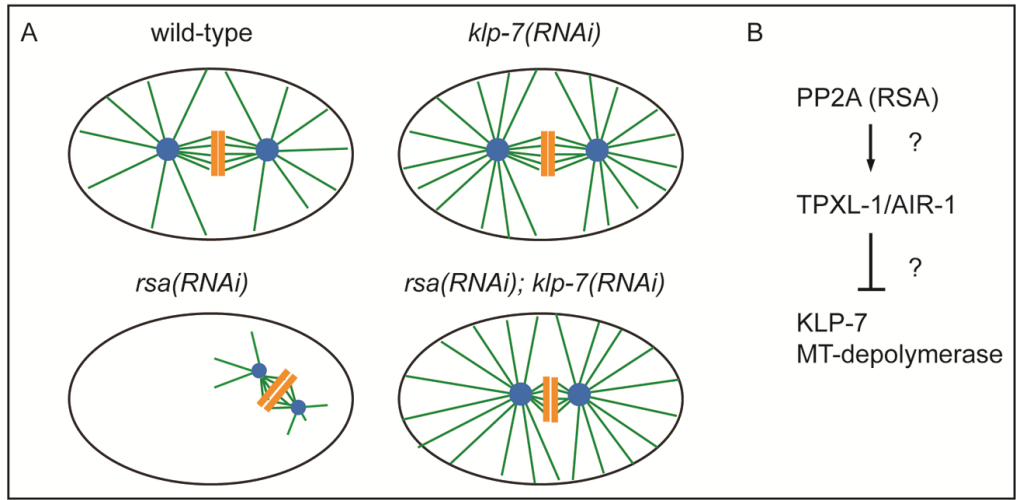 A
wild-type
klp-7(RNAi)
rsa(RNAi)
rsa(RNAi); klp-7(RNAi)
B
PP2A (RSA)
?
TPXL-1/AIR-1
?
KLP-7
MT-depolymerase